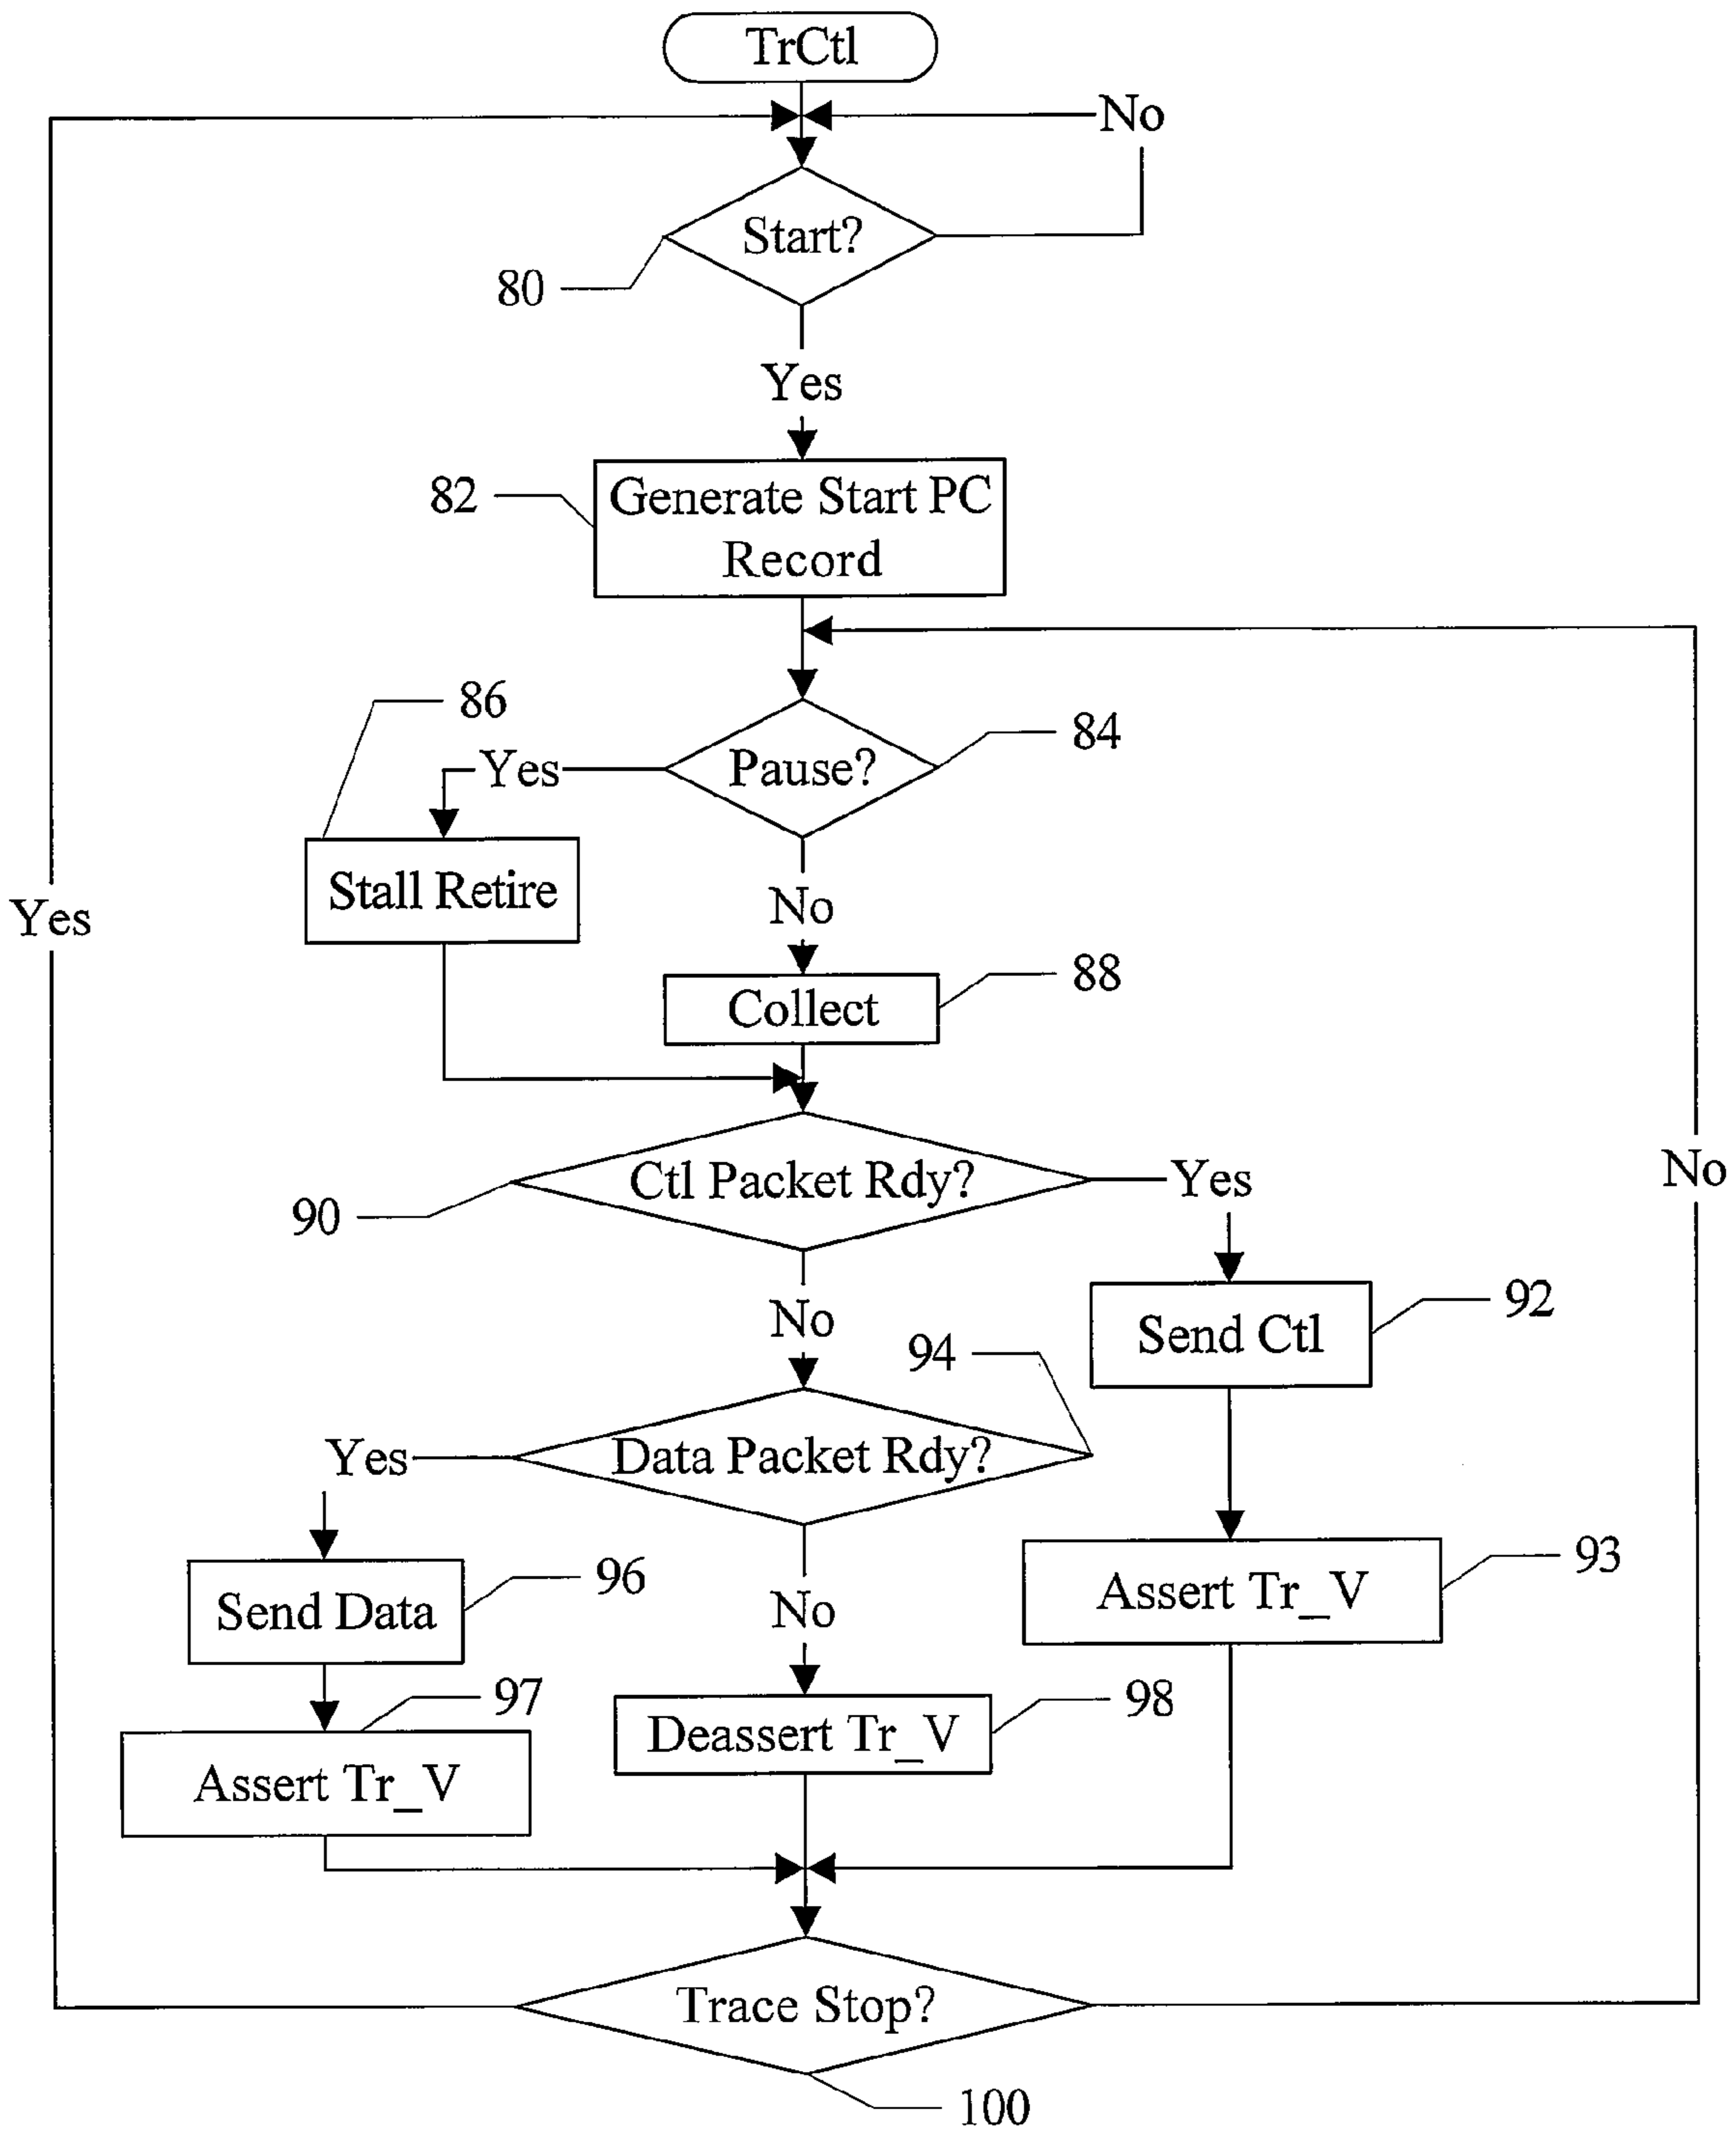 TrCtl
No
Start?
80
Yes
82
Generate Start PC
Record
86
84
Yes
Pause?
Stall Retire
No
Yes
88
Collect
Ctl Packet Rdy?
Yes
No
90
92
No
Send Ctl
94
Yes
Data Packet Rdy?
93
96
Assert Tr_V
Send Data
No
97
98
Deassert Tr_V
Assert Tr_V
Trace Stop?
100